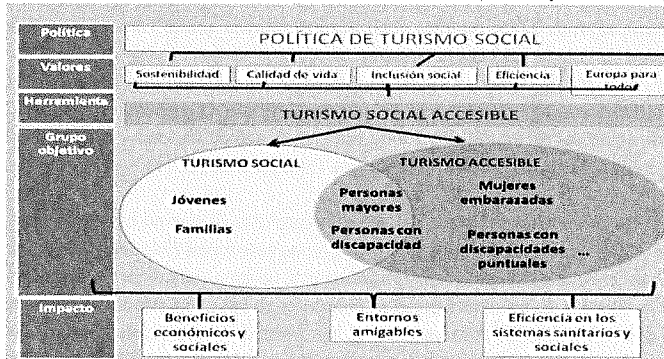 Política
POLÍTICA DE TURISMO SOCIAL
Valores
Sostenibilidad
Calidad de vida
Inclusión social
Eficiencia
Europa para
todos
Herramienta
TURISMO SOCIAL ACCESIBLE
Grupo
objetivo
TURISMO SOCIAL
TURISMO ACCESIBLE
Jóvenes
Familias
Personas
mayores
Personas con
discapacidad
Mujeres
embarazadas
Personas con
discapacidades
puntuales
...
Impacto
Beneficios
económicos y
sociales
Entornos
amigables
Eficiencia en los
sistemas sanitarios y
sociales